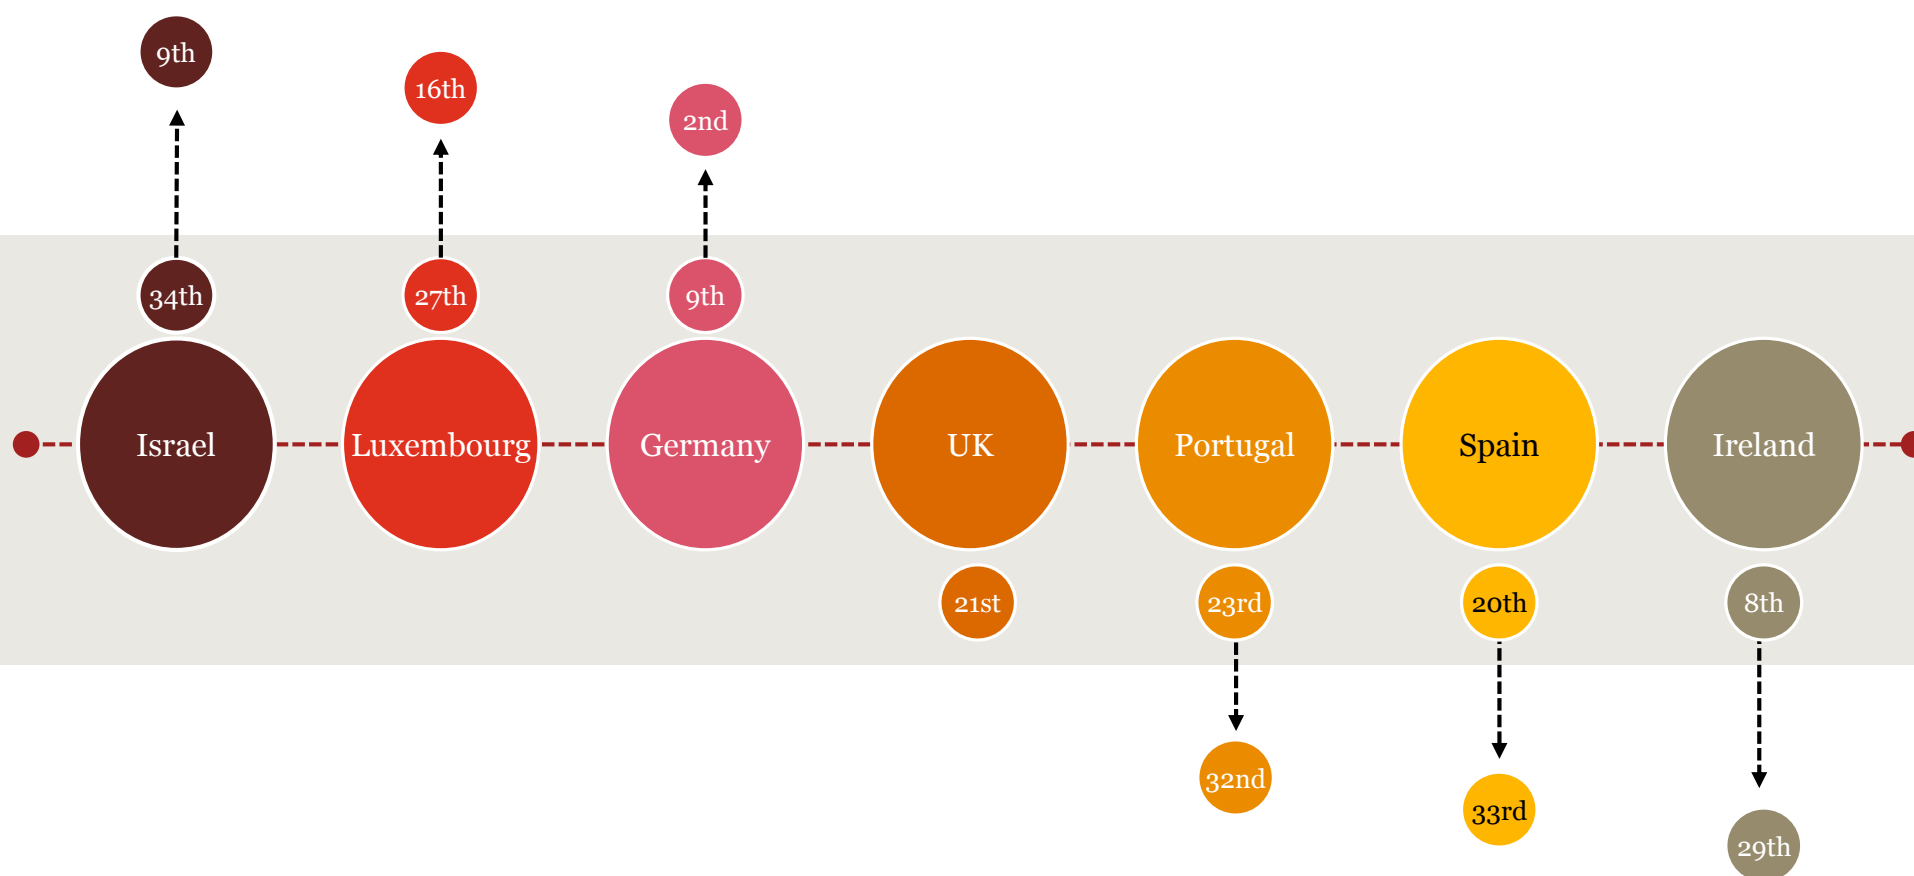 9th
16th
2nd
34th
27th
9th
Israel
Luxembourg
Germany
UK
Portugal
Spain
Ireland
21st
23rd
20th
8th
32nd
33rd
29th